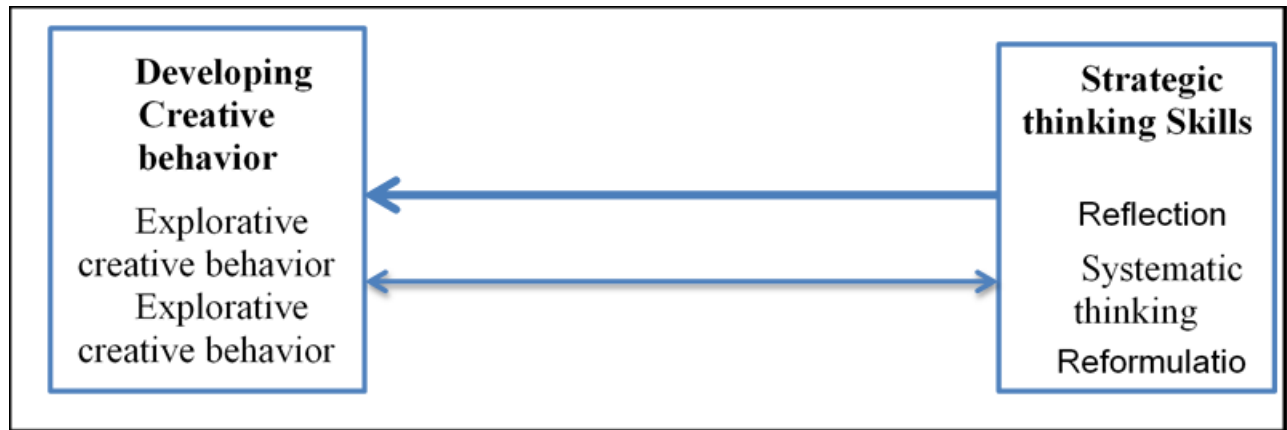 Developing
Creative
behavior
Explorative
creative behavior
Explorative
creative behavior
Strategic
thinking Skills
Reflection
Systematic
thinking
Reformulatio